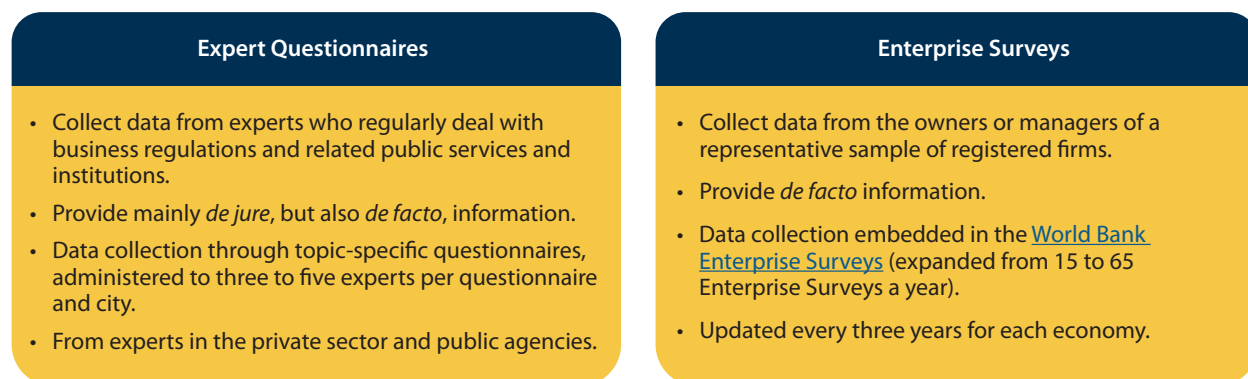 Expert Questionnaires
• Collect data from experts who regularly deal with
business regulations and related public services and
institutions.
• Provide mainly de jure, but also de facto, information.
• Data collection through topic-specific questionnaires,
administered to three to five experts per questionnaire
and city.
• From experts in the private sector and public agencies.
Enterprise Surveys
• Collect data from the owners or managers of a
representative sample of registered firms.
• Provide de facto information.
• Data collection embedded in the World Bank
Enterprise Surveys (expanded from 15 to 65
Enterprise Surveys a year).
• Updated every three years for each economy.